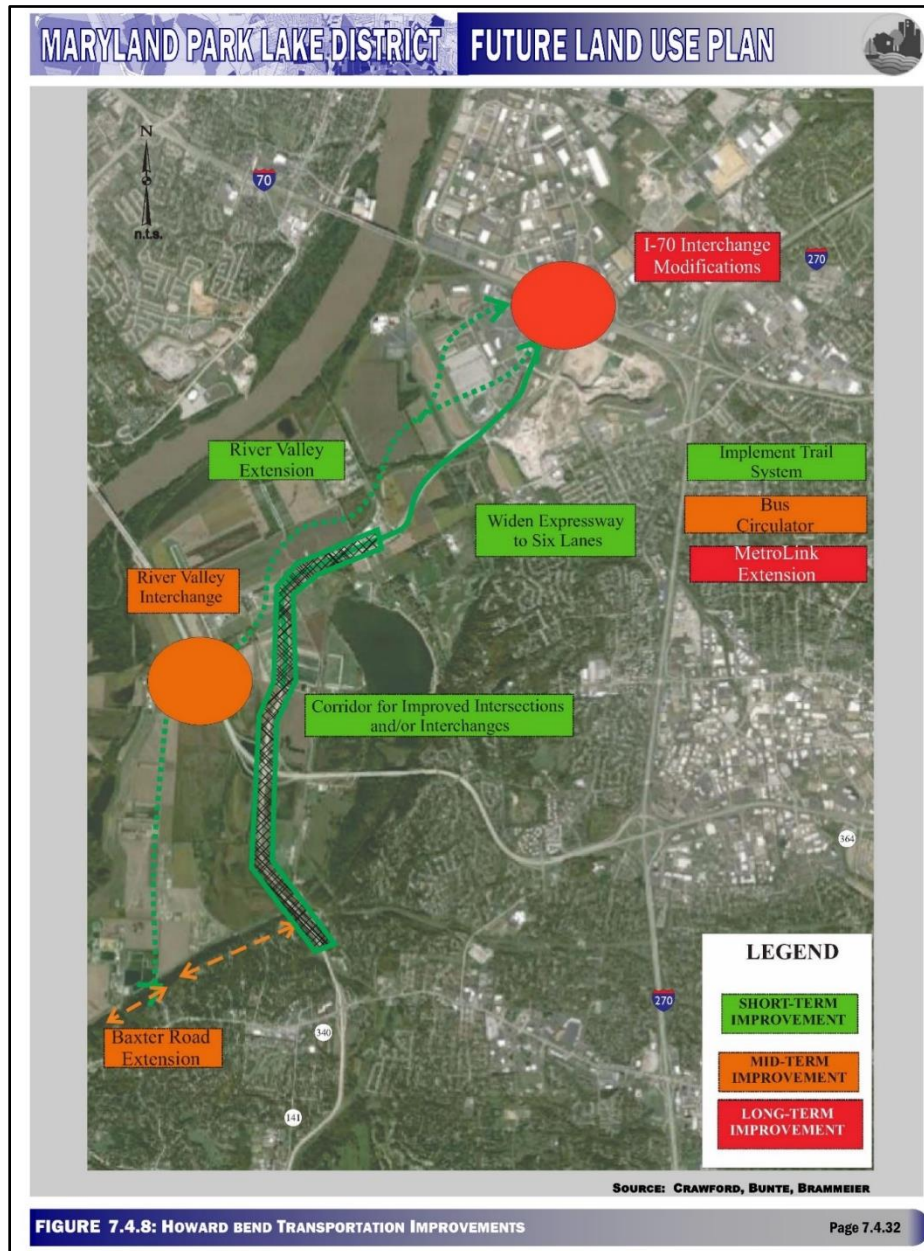 MARYLAND PARK LAKE DISTRICT FUTURE LAND USE PLAN
N
n.t.s.
70
I-70 Interchange
Modifications
270
River Valley
Extension
Implement Trail
System
Widen Expressway
to Six Lanes
Bus
Circulator
MetroLink
Extension
River Valley
Interchange
Corridor for Improved Intersections
and/or Interchanges
364
LEGEND
SHORT-TERM
IMPROVEMENT
270
Baxter Road
Extension
340
MID-TERM
IMPROVEMENT
141
LONG-TERM
IMPROVEMENT
SOURCE: CRAWFORD, BUNTE, BRAMMEIER
FIGURE 7.4.8: HOWARD BEND TRANSPORTATION IMPROVEMENTS Page 7.4.32